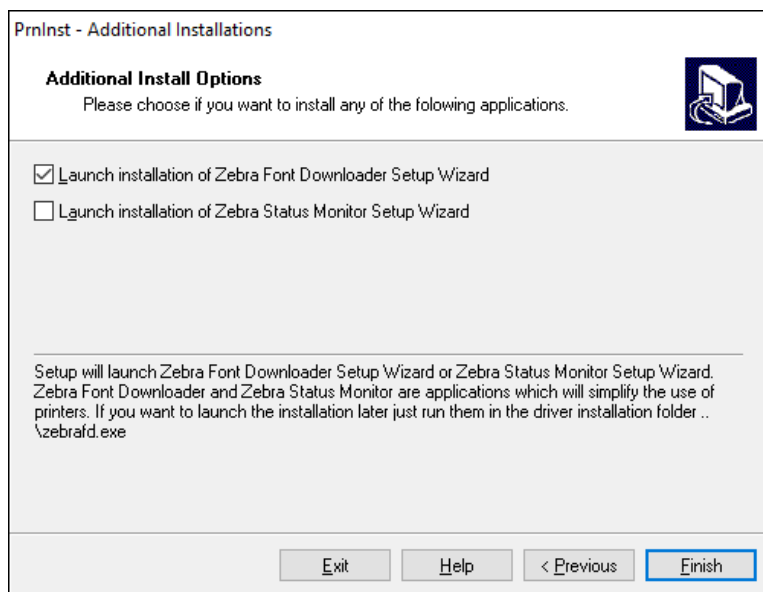 PrnInst - Additional Installations
Additional Install Options
Please choose if you want to install any of the folowing applications.
Launch installation of Zebra Font Downloader Setup Wizard
Launch installation of Zebra Status Monitor Setup Wizard
Setup will launch Zebra Font Downloader Setup Wizard or Zebra Status Monitor Setup Wizard.
Zebra Font Downloader and Zebra Status Monitor are applications which will simplify the use of
printers. If you want to launch the installation later just run them in the driver installation folder ..
\zebrafd.exe
Exit
Help
< Previous
Finish